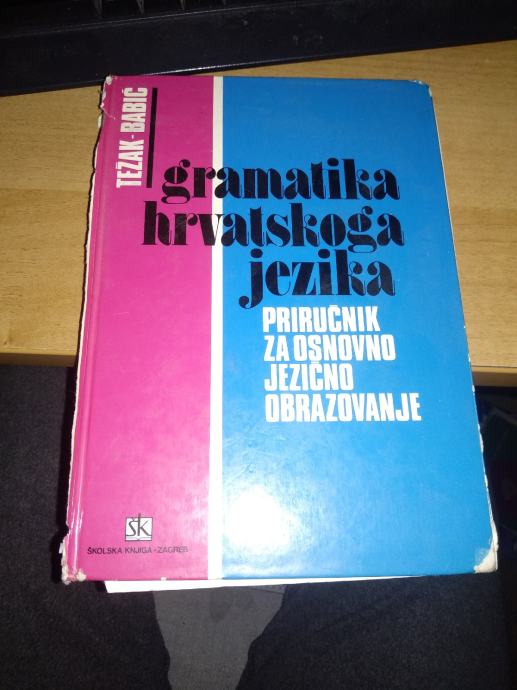 TEŽAK-BABIĆ
gramatika
hrvatskoga
jezika
PRIRUČNIK
ZA OSNOVNO
JEZIČNO
OBRAZOVANJE
šk
ŠKOLSKA KNJIGA-ZAGREB